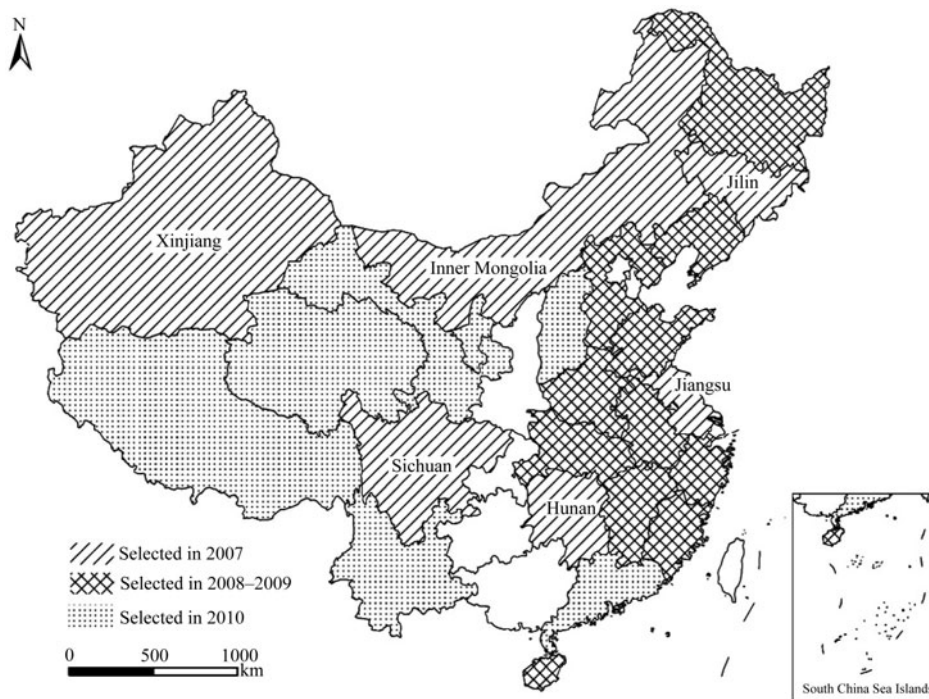 N
Jilin
Xinjiang
Inner Mongolia
Jiangsu
Sichuan
Hunan
Selected in 2007
Selected in 2008–2009
Selected in 2010
0 500 1000
km
South China Sea Islands